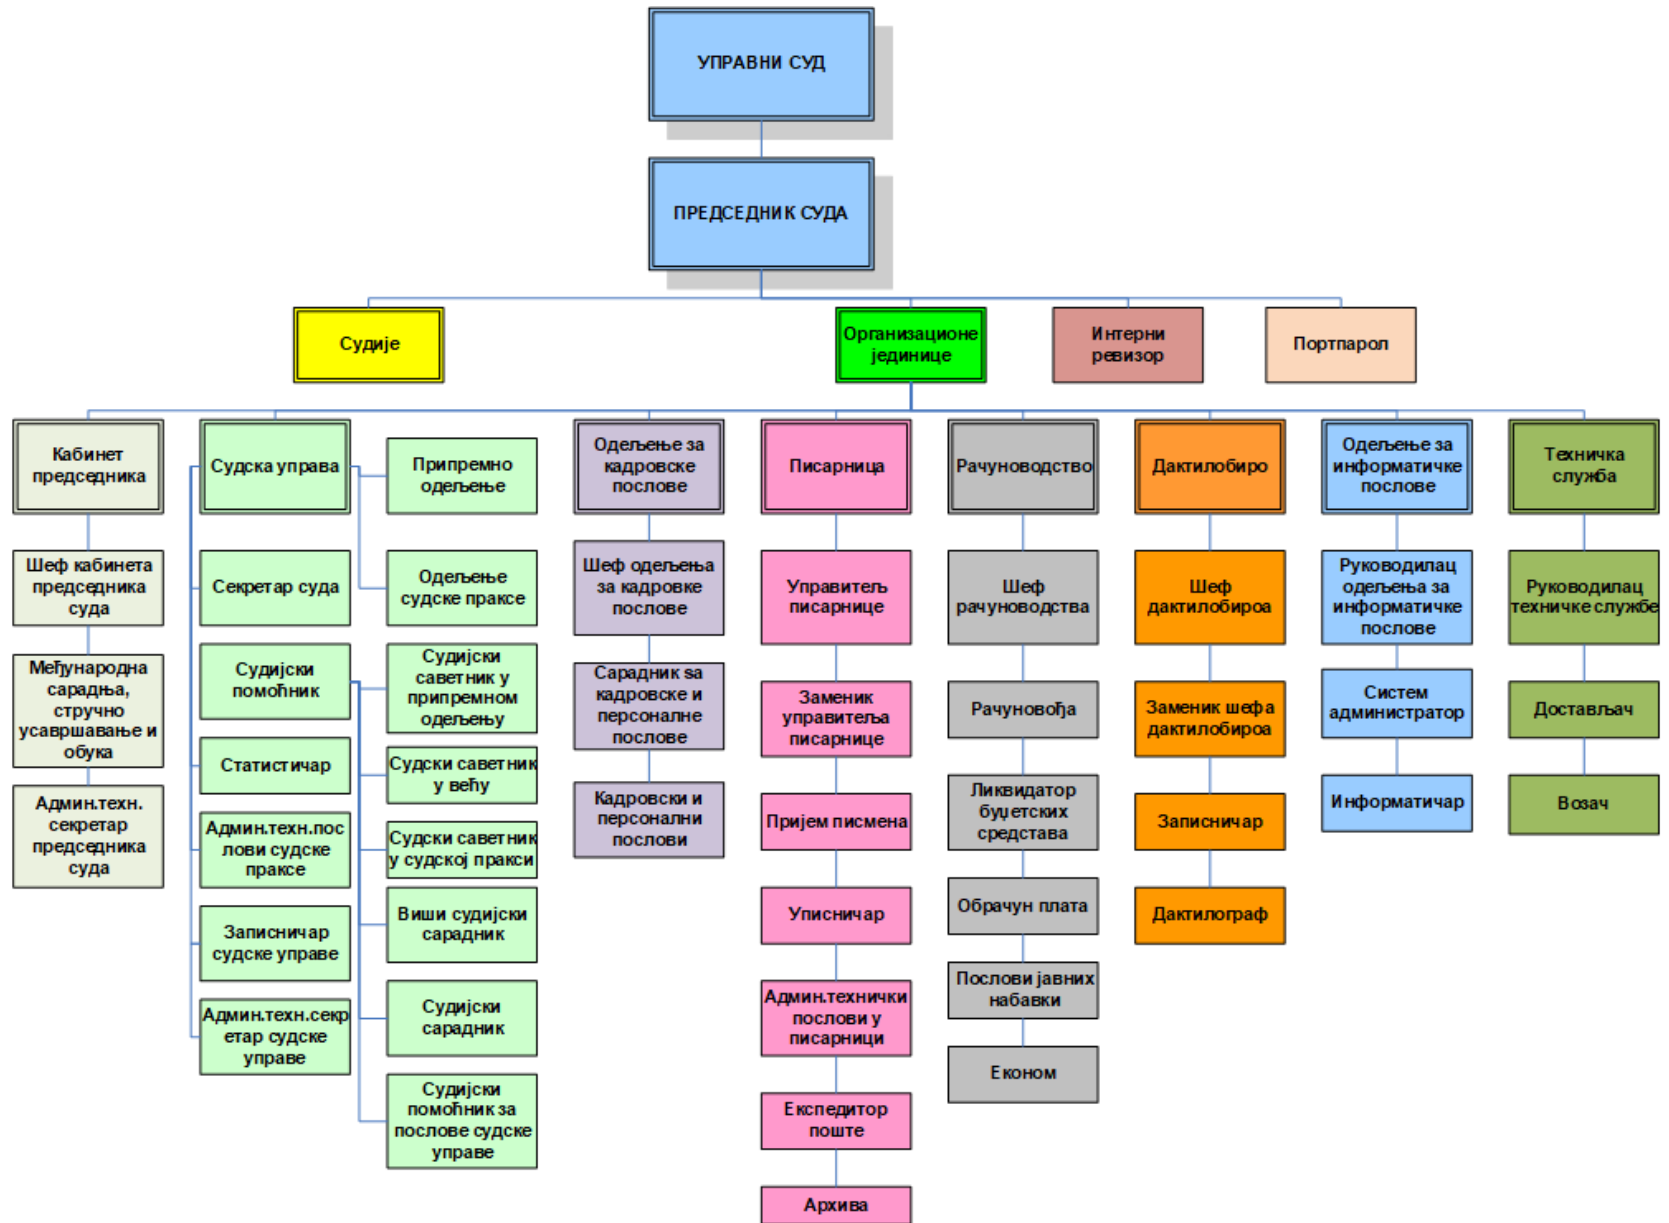 УПРАВНИ СУД
ПРЕДСЕДНИК СУДА
Судије
Организационе
јединице
Интерни
ревизор
Портпарол
Кабинет
председника
Шеф кабинета
председника
суда
Међународна
сарадња,
стручно
усавршавање и
обука
Админ.техн.
секретар
председника
суда
Судска управа
Секретар суда
Судијски
помоћник
Статистичар
Админ.техн.пос
лови судске
праксе
Записничар
судске управе
Админ.техн.секр
етар судске
управе
Припремно
одељење
Одељење
судске праксе
Судијски
саветник у
припремном
одељењу
Судски саветник
у већу
Судски саветник
у судској пракси
Виши судијски
сарадник
Судијски
сарадник
Судијски
помоћник за
послове судске
управе
Одељење за
кадровске
послове
Шеф одељења
за кадровке
послове
Сарадник ѕа
кадровске и
персоналне
послове
Кадровски и
персонални
послови
Писарница
Управитељ
писарнице
Заменик
управитеља
писарнице
Пријем писмена
Уписничар
Админ.технички
послови у
писарници
Експедитор
поште
Архива
Рачуноводство
Шеф
рачуноводства
Рачуновођа
Ликвидатор
буџетских
средстава
Обрачун плата
Послови јавних
набавки
Економ
Дактилобиро
Шеф
дактилобироа
Заменик шефа
дактилобироа
Записничар
Дактилограф
Одељење за
информатичке
послове
Руководилац
одељења за
информатичке
послове
Систем
администратор
Информатичар
Техничка
служба
Руководилац
техничке службе
Достављач
Возач